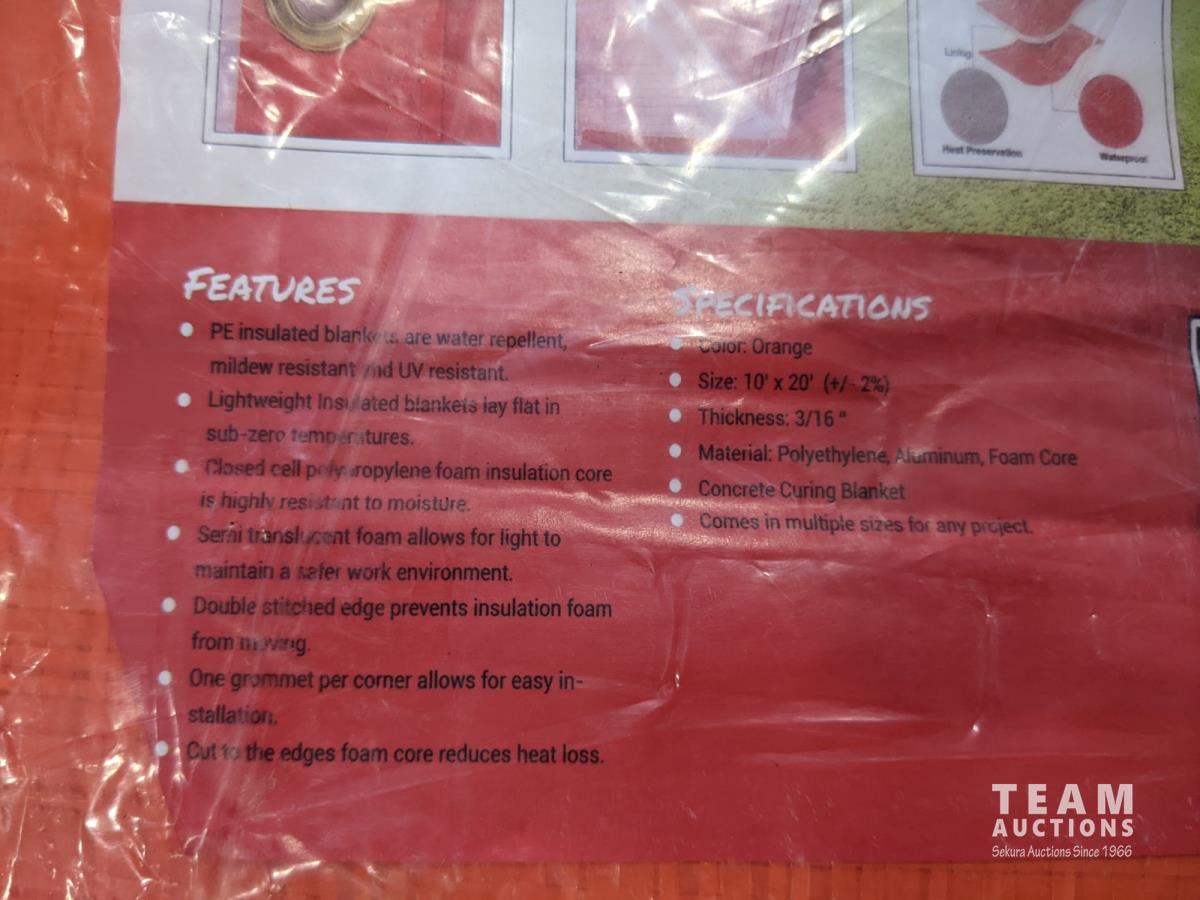 Lining
Heat Preservation
Waterproof
FEATURES
PE insulated blankets are water repellent,
mildew resistant and UV resistant.
Lightweight Insulated blankets lay flat in
sub-zero temperatures.
Closed cell polypropylene foam insulation core
is highly resistant to moisture.
Semi translucent foam allows for light to
maintain a safer work environment.
Double stitched edge prevents insulation foam
from moving.
One grommet per corner allows for easy in-
stallation.
Cut to the edges foam core reduces heat loss.
SPECIFICATIONS
Color: Orange
Size: 10' x 20' (+/- 2%)
Thickness: 3/16 "
Material: Polyethylene, Aluminum, Foam Core
Concrete Curing Blanket
Comes in multiple sizes for any project.
TEAM
AUCTIONS
Sekura Auctions Since 1966